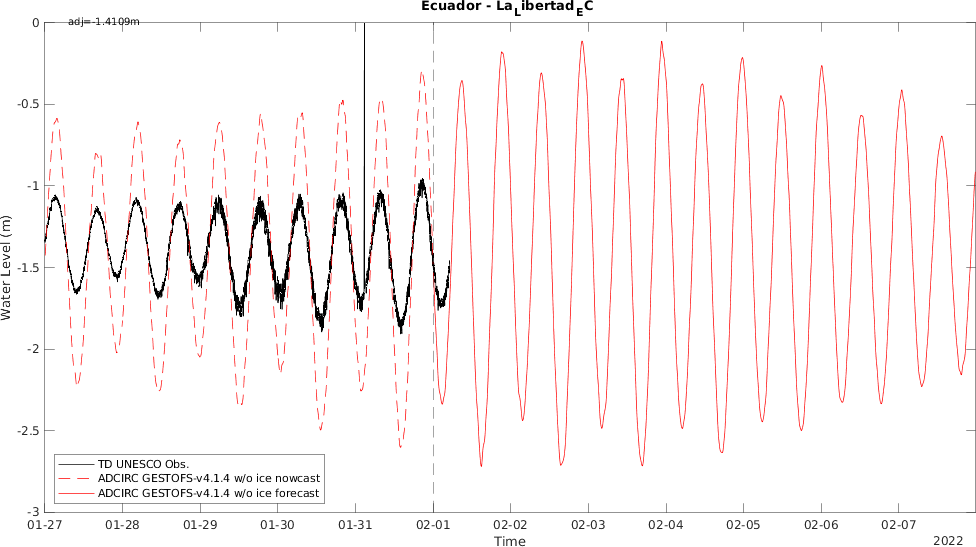 Ecuador - LaLibertadEC
adj=-1.4109m
0
-0.5
-1
-1.5
-2
-2.5
-3
Water Level (m)
TD UNESCO Obs.
ADCIRC GESTOFS-v4.1.4 w/o ice nowcast
ADCIRC GESTOFS-v4.1.4 w/o ice forecast
01-27 01-28 01-29 01-30 01-31 02-01 02-02 02-03 02-04 02-05 02-06 02-07
Time
2022